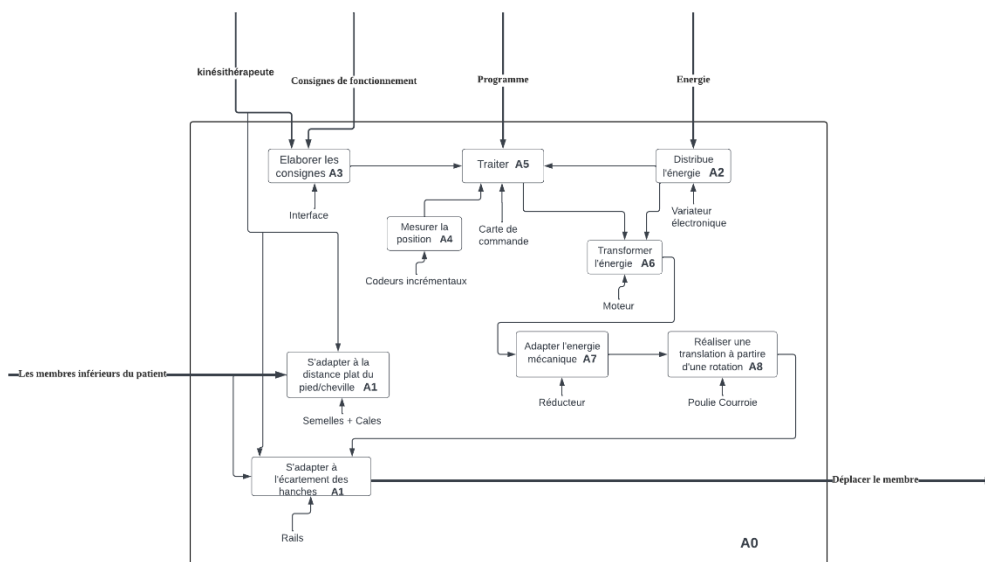 kinésithérapeute
Consignes de fonctionnement
Programme
Energie
Elaborer les
consignes A3
Traiter A5
Distribue
l'énergie A2
Interface
Mesurer la
position A4
Carte de
commande
Variateur
électronique
Codeurs incrémentaux
Transformer
l'énergie A6
Moteur
Adapter l'energie
mécanique A7
Réaliser une
translation à partire
d'une rotation A8
Les membres inférieurs du patient
S'adapter à la
distance plat du
pied/cheville A1
Réducteur
Poulie Courroie
Semelles + Cales
S'adapter à
l'écartement des
hanches A1
Déplacer le membre
Rails
A0